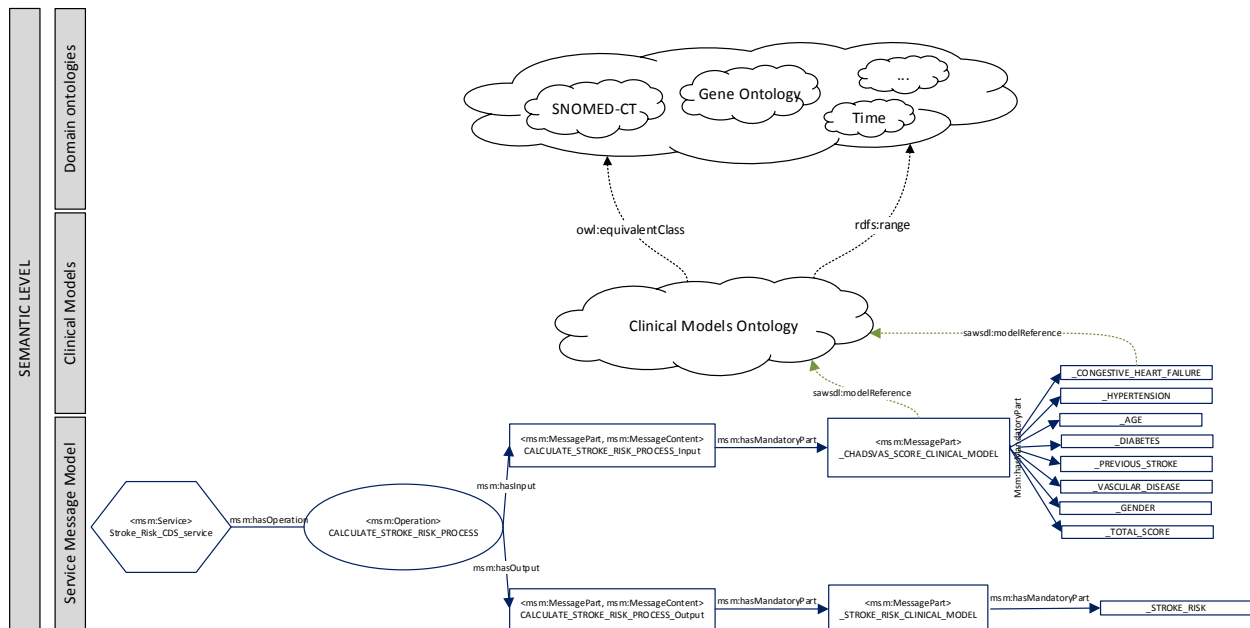 SEMANTIC LEVEL
Domain ontologies
Clinical Models
Service Message Model
SNOMED-CT
Gene Ontology
...
Time
owl:equivalentClass
rdfs:range
Clinical Models Ontology
sawsdl:modelReference
sawsdl:modelReference
<msm:Service>
Stroke_Risk_CDS_service
msm:hasOperation
<msm:Operation>
CALCULATE_STROKE_RISK_PROCESS
msm:hasInput
msm:hasOutput
<msm:MessagePart, msm:MessageContent>
CALCULATE_STROKE_RISK_PROCESS_Input
msm:hasMandatoryPart
<msm:MessagePart>
_CHADSVAS_SCORE_CLINICAL_MODEL
Msm:hasMandatoryPart
_CONGESTIVE_HEART_FAILURE
_HYPERTENSION
_AGE
_DIABETES
_PREVIOUS_STROKE
_VASCULAR_DISEASE
_GENDER
_TOTAL_SCORE
<msm:MessagePart, msm:MessageContent>
CALCULATE_STROKE_RISK_PROCESS_Output
msm:hasMandatoryPart
<msm:MessagePart>
_STROKE_RISK_CLINICAL_MODEL
msm:hasMandatoryPart
_STROKE_RISK